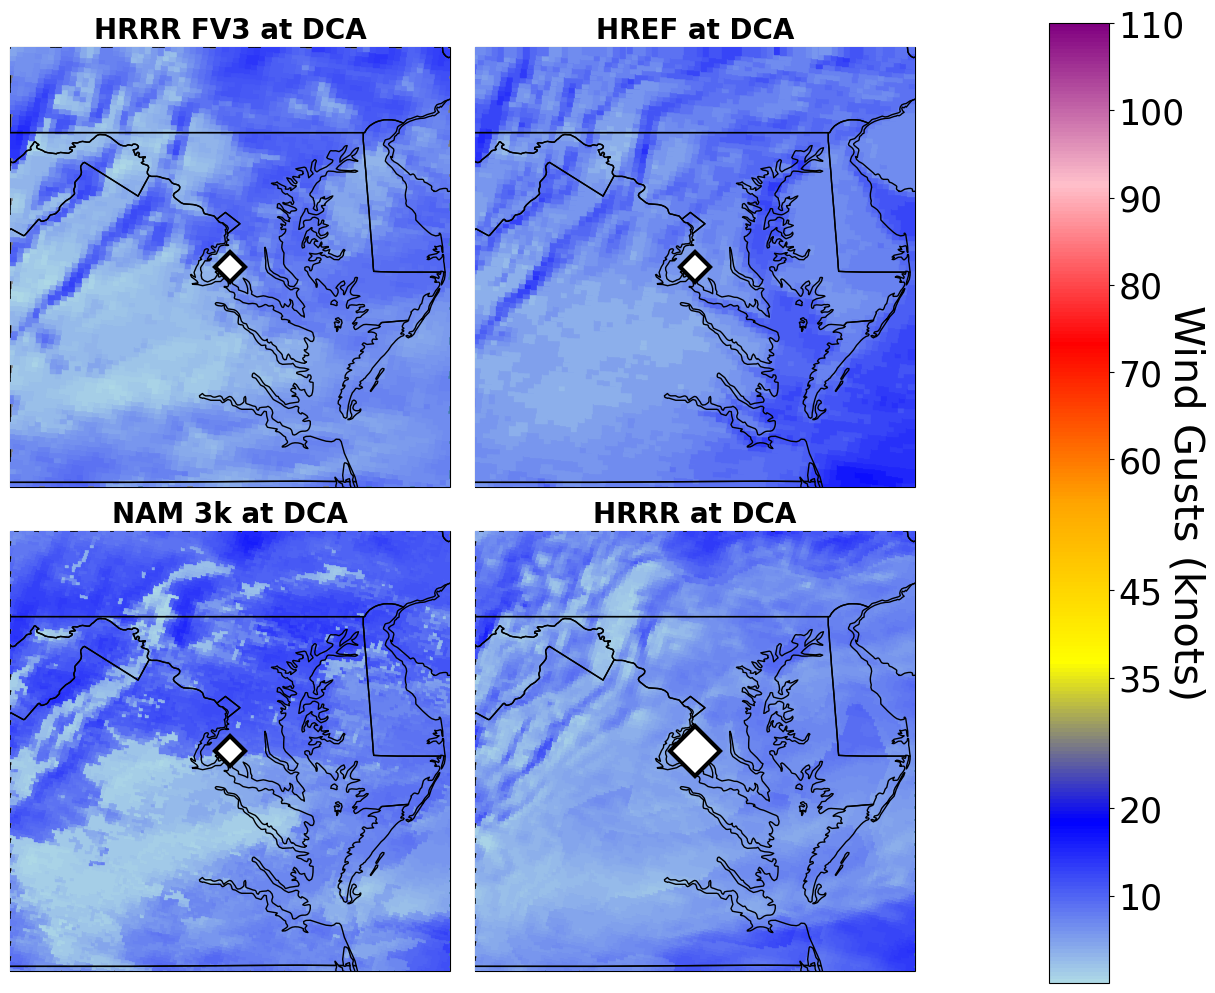 HRRR FV3 at DCA
HREF at DCA
NAM 3k at DCA
HRRR at DCA
110
100
90
80
70
60
45
35
20
10
Wind Gusts (knots)